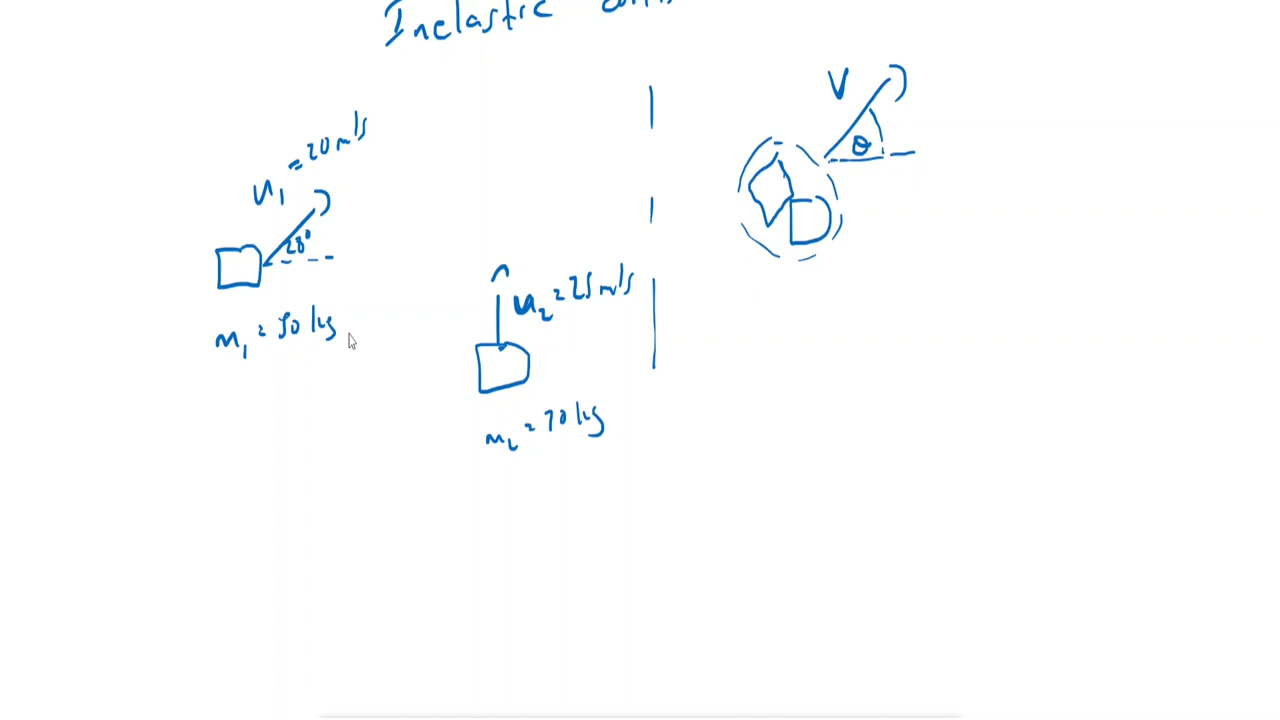 Inelastic
u₁ = 20 m/s
28°
m₁ = 50 kg
u₂ = 25 m/s
m₂ = 70 kg
V
θ